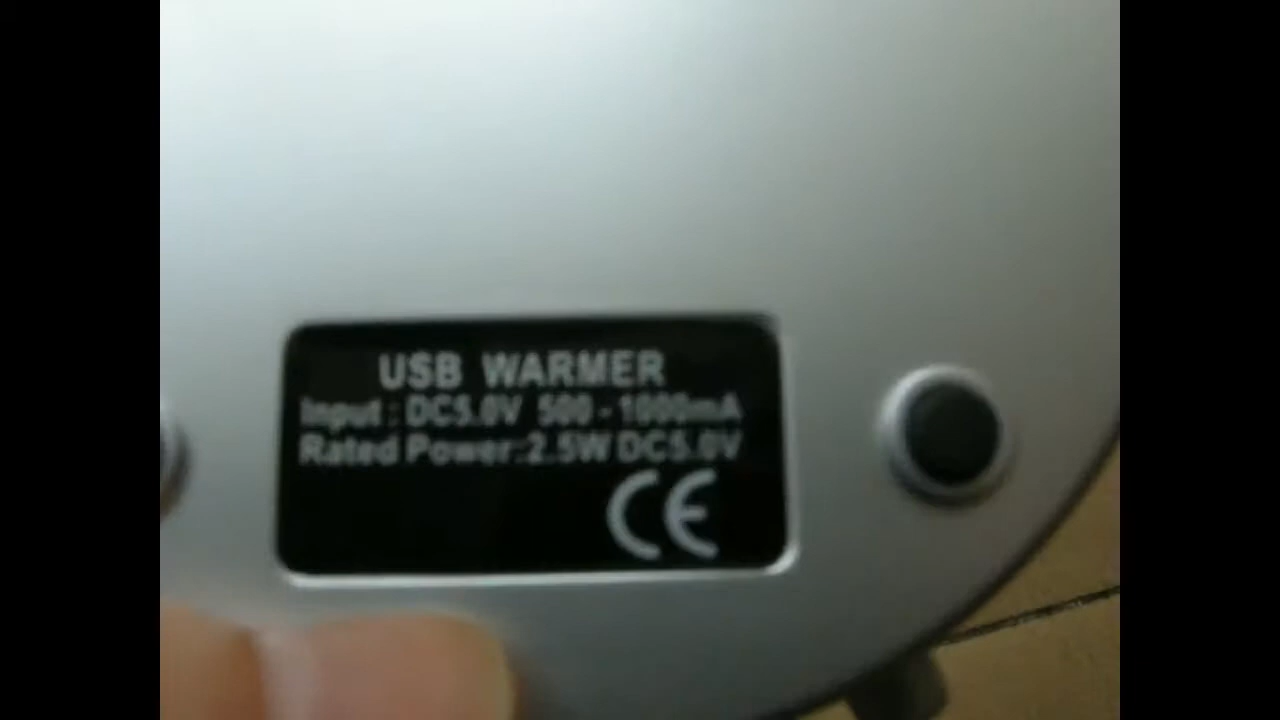 USB WARMER
Input : DC5.0V 500 - 1000mA
Rated Power:2.5W DC5.0V
CE